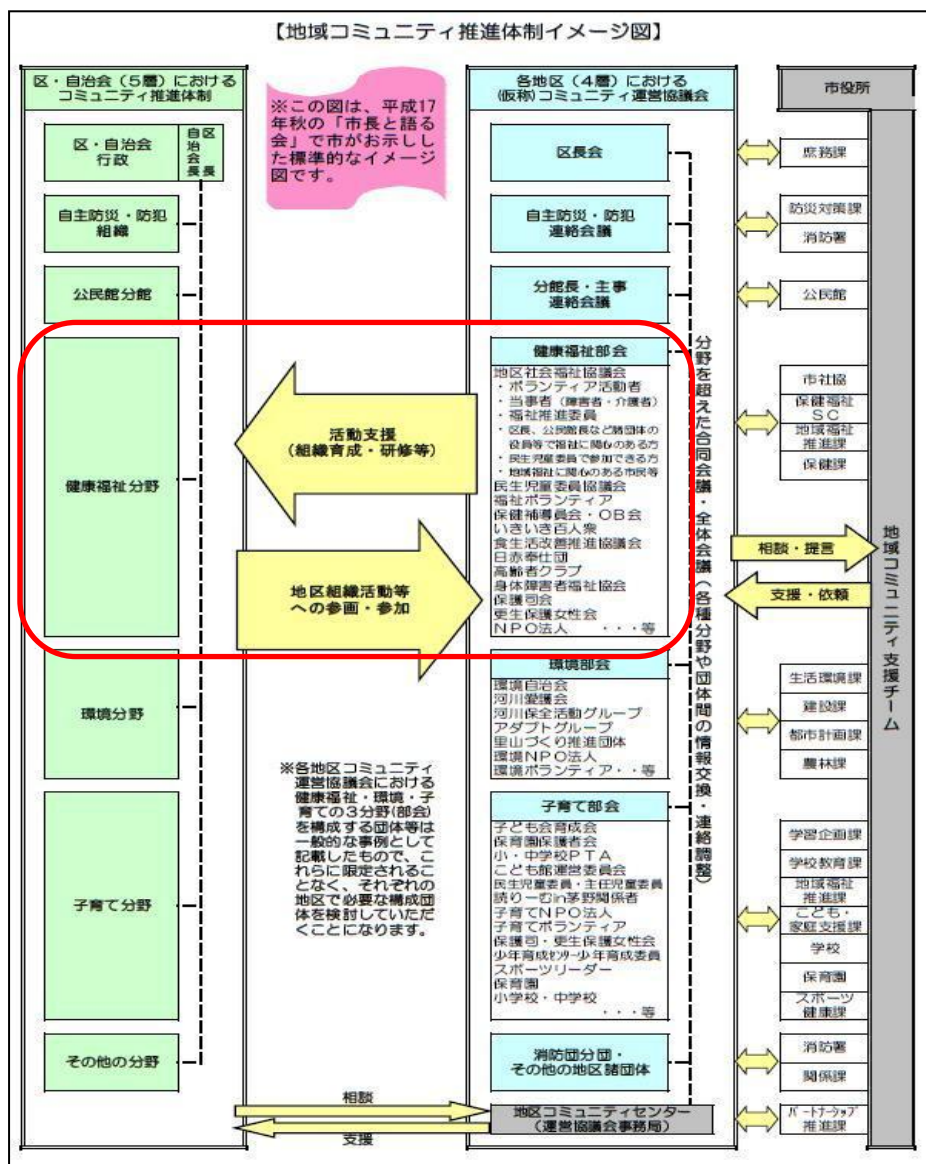 【地域コミュニティ推進体制イメージ図】
区・自治会(5層)における
コミュニティ推進体制
区・自治会
行政
区長
自治会長
自主防災・防犯
組織
公民館分館
健康福祉分野
環境分野
子育て分野
その他の分野
※この図は、平成17
年秋の「市長と語る
会」で市がお示しし
た標準的なイメージ
図です。
活動支援
(組織育成・研修等)
地区組織活動等
への参画・参加
※各地区コミュニティ
運営協議会における
健康福祉・環境・子
育ての3分野(部会)
を構成する団体等は
一般的な事例として
記載したもので、こ
れらに限定されるこ
となく、それぞれの
地区で必要な構成団
体を検討していただ
くことになります。
相談
支援
各地区(4層)における
(仮称)コミュニティ運営協議会
区長会
自主防災・防犯
連絡会議
分館長・主事
連絡会議
健康福祉部会
地区社会福祉協議会
・ボランティア活動者
・当事者(障害者・介護者)
・福祉推進委員
・区長、公民館長など諸団体の
役員等で福祉に関心のある方
・民生児童委員で参加できる方
・地域福祉に関心のある市民等
民生児童委員協議会
福祉ボランティア
保健補導員会・OB会
いきいき百人衆
食生活改善推進協議会
日赤奉仕団
高齢者クラブ
身体障害者福祉協会
保護司会
更生保護女性会
NPO法人 ・・・等
環境部会
環境自治会
河川愛護会
河川保全活動グループ
アダプトグループ
里山づくり推進団体
環境NPO法人
環境ボランティア・・等
子育て部会
子ども会育成会
保育園保護者会
小・中学校PTA
こども館運営委員会
民生児童委員・主任児童委員
読りーむin茅野関係者
子育てNPO法人
子育てボランティア
保護司・更生保護女性会
少年育成センター少年育成委員
スポーツリーダー
保育園
小学校・中学校
・・・等
消防団分団・
その他の地区諸団体
地区コミュニティセンター
(運営協議会事務局)
分野を超えた合同会議・全体会議(各種分野や団体間の情報交換・連絡調整)
相談・提言
支援・依頼
市役所
庶務課
防災対策課
消防署
公民館
市社協
保健福祉
SC
地域福祉
推進課
保健課
生活環境課
建設課
都市計画課
農林課
学習企画課
学校教育課
地域福祉
推進課
こども・
家庭支援課
学校
保育園
スポーツ
健康課
消防署
関係課
パートナーシップ
推進課
地域コミュニティ支援チーム